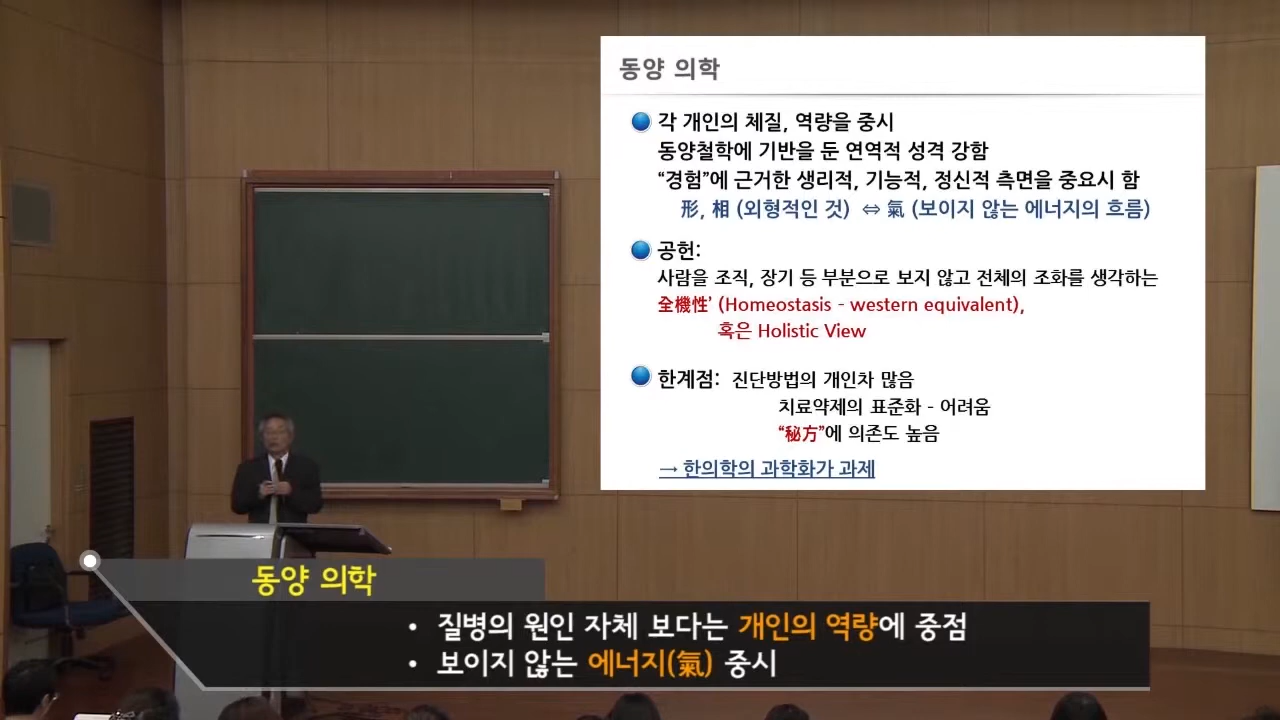 동양 의학
각 개인의 체질, 역량을 중시
동양철학에 기반을 둔 연역적 성격 강함
“경험”에 근거한 생리적, 기능적, 정신적 측면을 중요시 함
形, 相 (외형적인 것) ⇔ 氣 (보이지 않는 에너지의 흐름)
공헌:
사람을 조직, 장기 등 부분으로 보지 않고 전체의 조화를 생각하는
全機性’ (Homeostasis - western equivalent),
혹은 Holistic View
한계점: 진단방법의 개인차 많음
치료약제의 표준화 - 어려움
“秘方”에 의존도 높음
→ 한의학의 과학화가 과제
동양 의학
• 질병의 원인 자체 보다는 개인의 역량에 중점
• 보이지 않는 에너지(氣) 중시